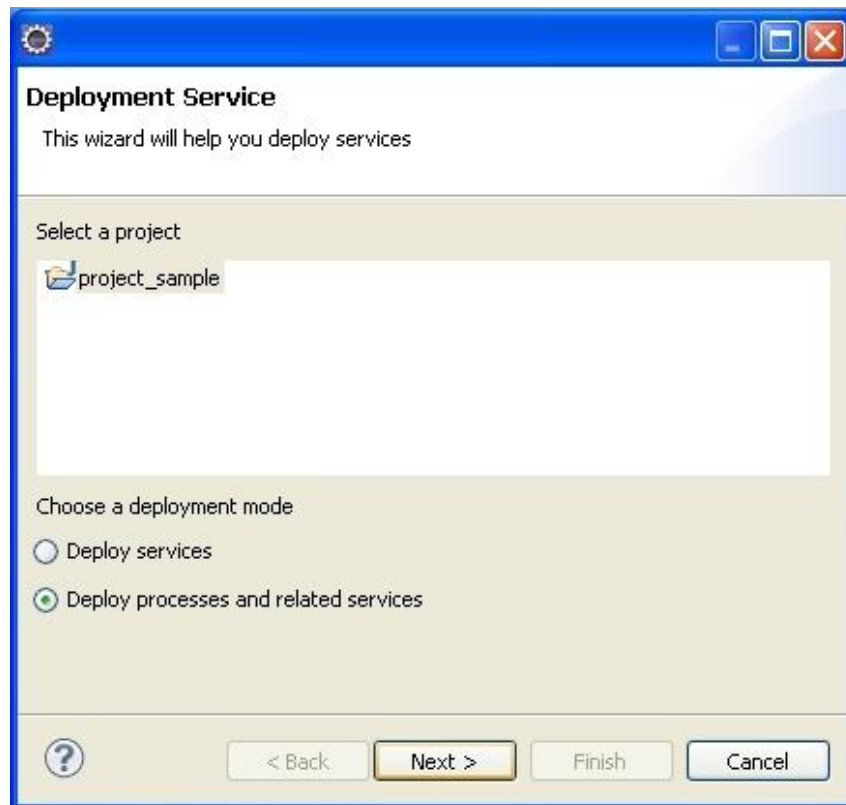 Deployment Service
This wizard will help you deploy services
Select a project
project_sample
Choose a deployment mode
Deploy services
Deploy processes and related services
?
< Back Next > Finish Cancel